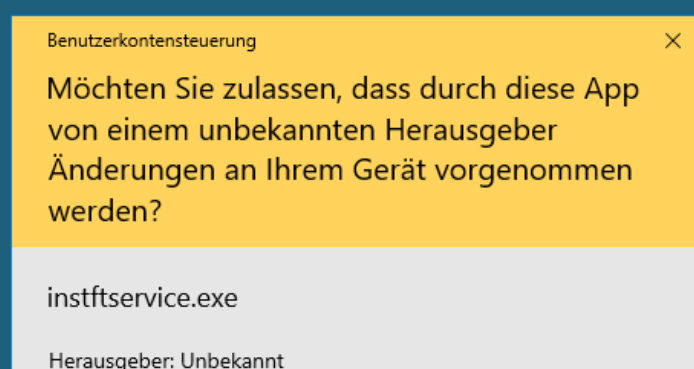 Benutzerkontensteuerung
Möchten Sie zulassen, dass durch diese App
von einem unbekannten Herausgeber
Änderungen an Ihrem Gerät vorgenommen
werden?
instftservice.exe
Herausgeber: Unbekannt